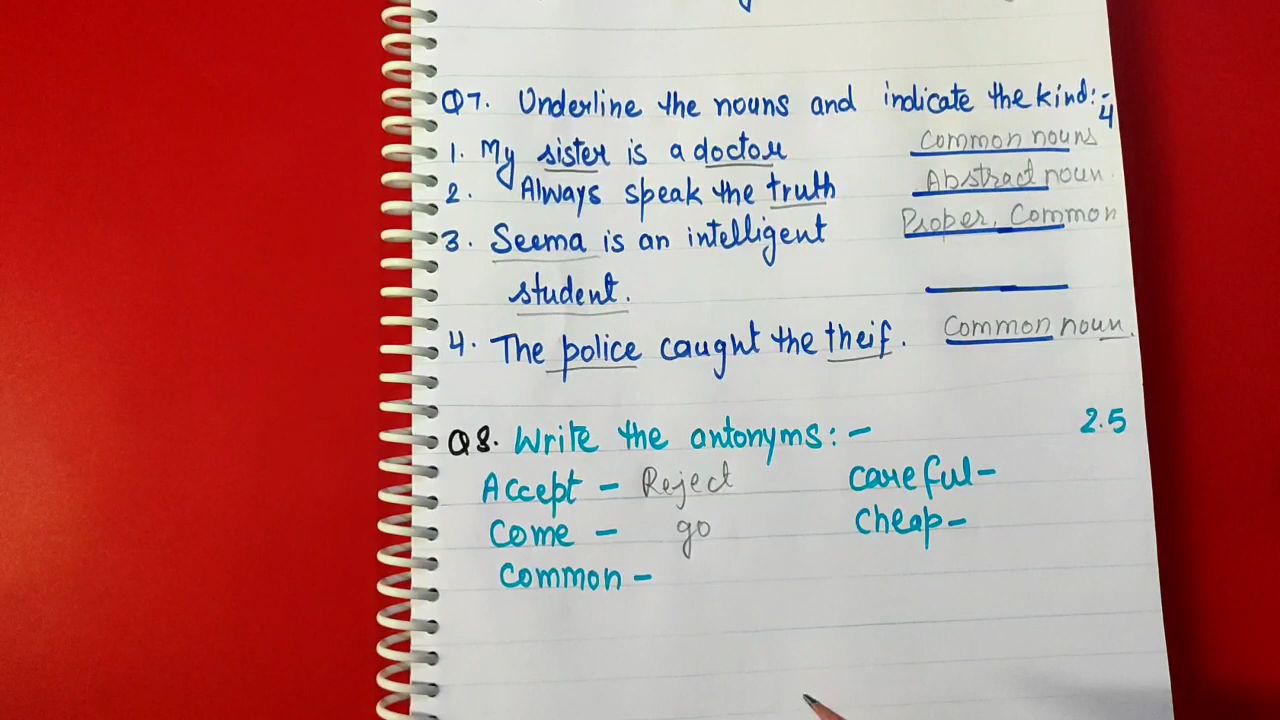 Q7. Underline the nouns and indicate the kind:-
4
1. My sister is a doctor Common nouns
2. Always speak the truth Abstract noun.
3. Seema is an intelligent Proper, Common
student.
4. The police caught the theif. Common noun.
Q8. Write the antonyms:- 2.5
Accept - Reject Careful-
Come - go Cheap-
Common -